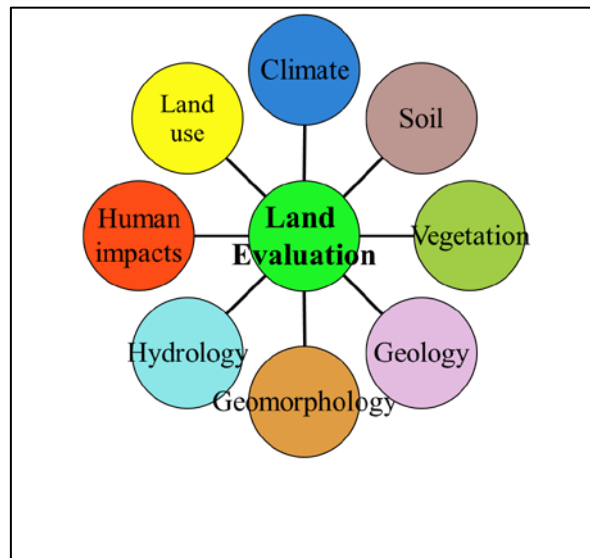 Climate
Land
use
Soil
Human
impacts
Land
Evaluation
Vegetation
Hydrology
Geology
Geomorphology